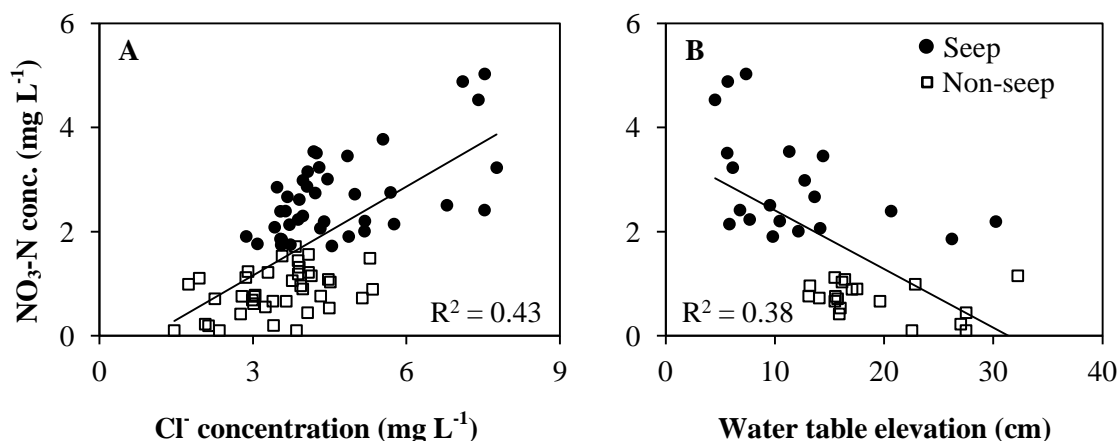 A
B
Seep
Non-seep
NO₃-N conc. (mg L⁻¹)
6
4
2
0
R² = 0.43
0
3
6
9
Cl⁻ concentration (mg L⁻¹)
6
4
2
0
R² = 0.38
0
10
20
30
40
Water table elevation (cm)